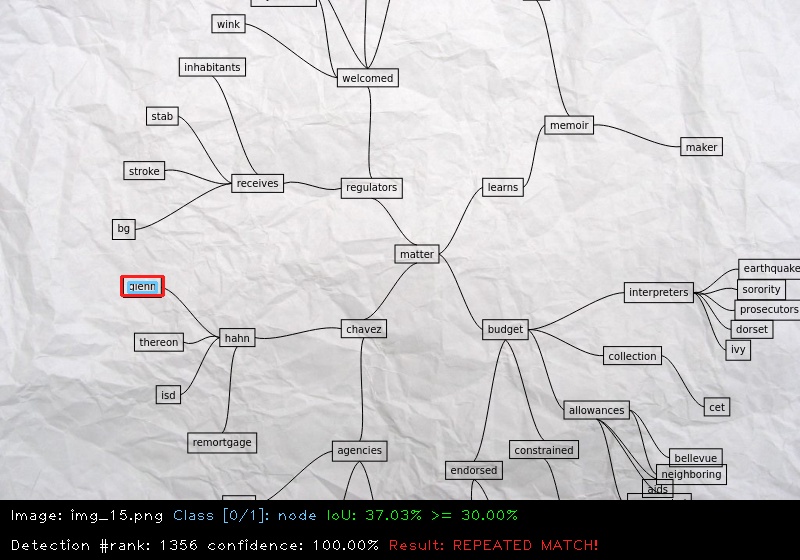 wink
welcomed
inhabitants
stab
stroke
receives
bg
regulators
learns
memoir
maker
matter
glenn
thereon
hahn
isd
remortgage
chavez
agencies
budget
interpreters
earthquake
sorority
prosecutors
dorset
ivy
collection
cet
allowances
bellevue
neighboring
aids
constrained
endorsed
Image: img_15.png Class [0/1]: node IoU: 37.03% >= 30.00%
Detection #rank: 1356 confidence: 100.00% Result: REPEATED MATCH!